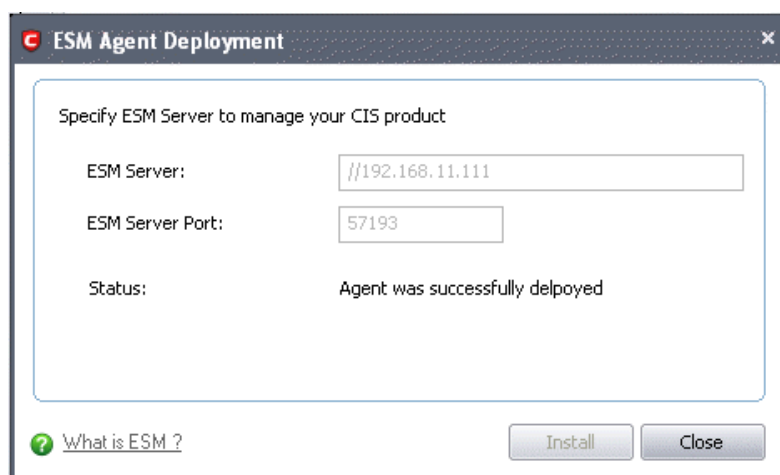 ESM Agent Deployment
Specify ESM Server to manage your CIS product
ESM Server: //192.168.11.111
ESM Server Port: 57193
Status: Agent was successfully delpoyed
What is ESM ? Install Close